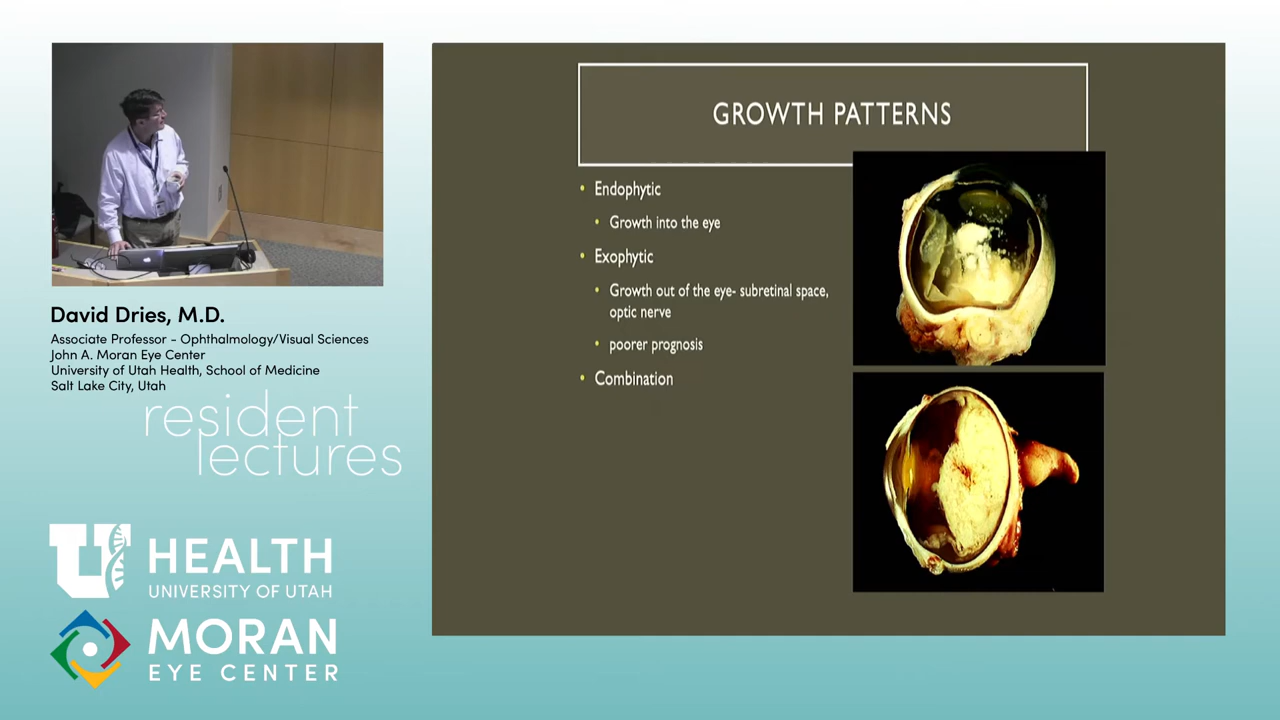 GROWTH PATTERNS
• Endophytic
• Growth into the eye
• Exophytic
• Growth out of the eye- subretinal space,
optic nerve
• poorer prognosis
• Combination
David Dries, M.D.
Associate Professor - Ophthalmology/Visual Sciences
John A. Moran Eye Center
University of Utah Health, School of Medicine
Salt Lake City, Utah
resident
lectures
U HEALTH
UNIVERSITY OF UTAH
MORAN
EYE CENTER